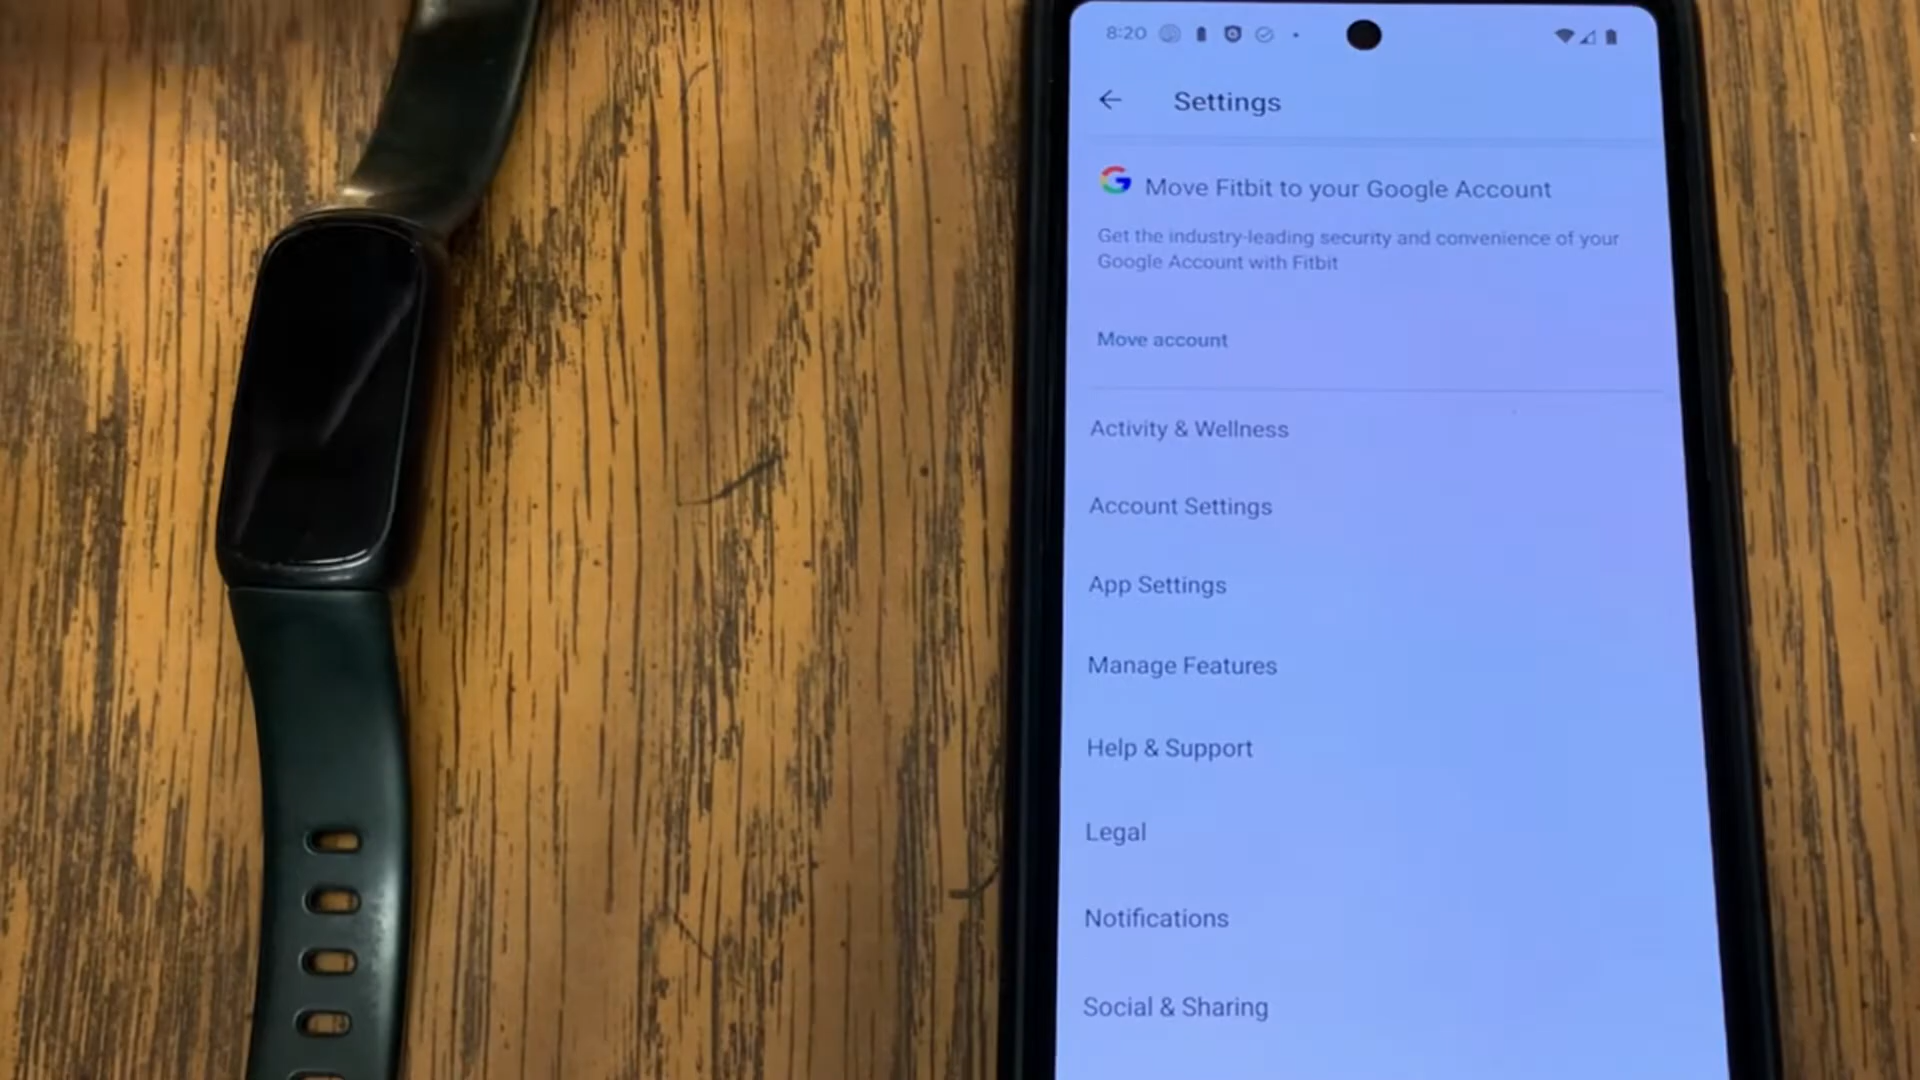 8:20
Settings
Move Fitbit to your Google Account
Get the industry-leading security and convenience of your
Google Account with Fitbit
Move account
Activity & Wellness
Account Settings
App Settings
Manage Features
Help & Support
Legal
Notifications
Social & Sharing